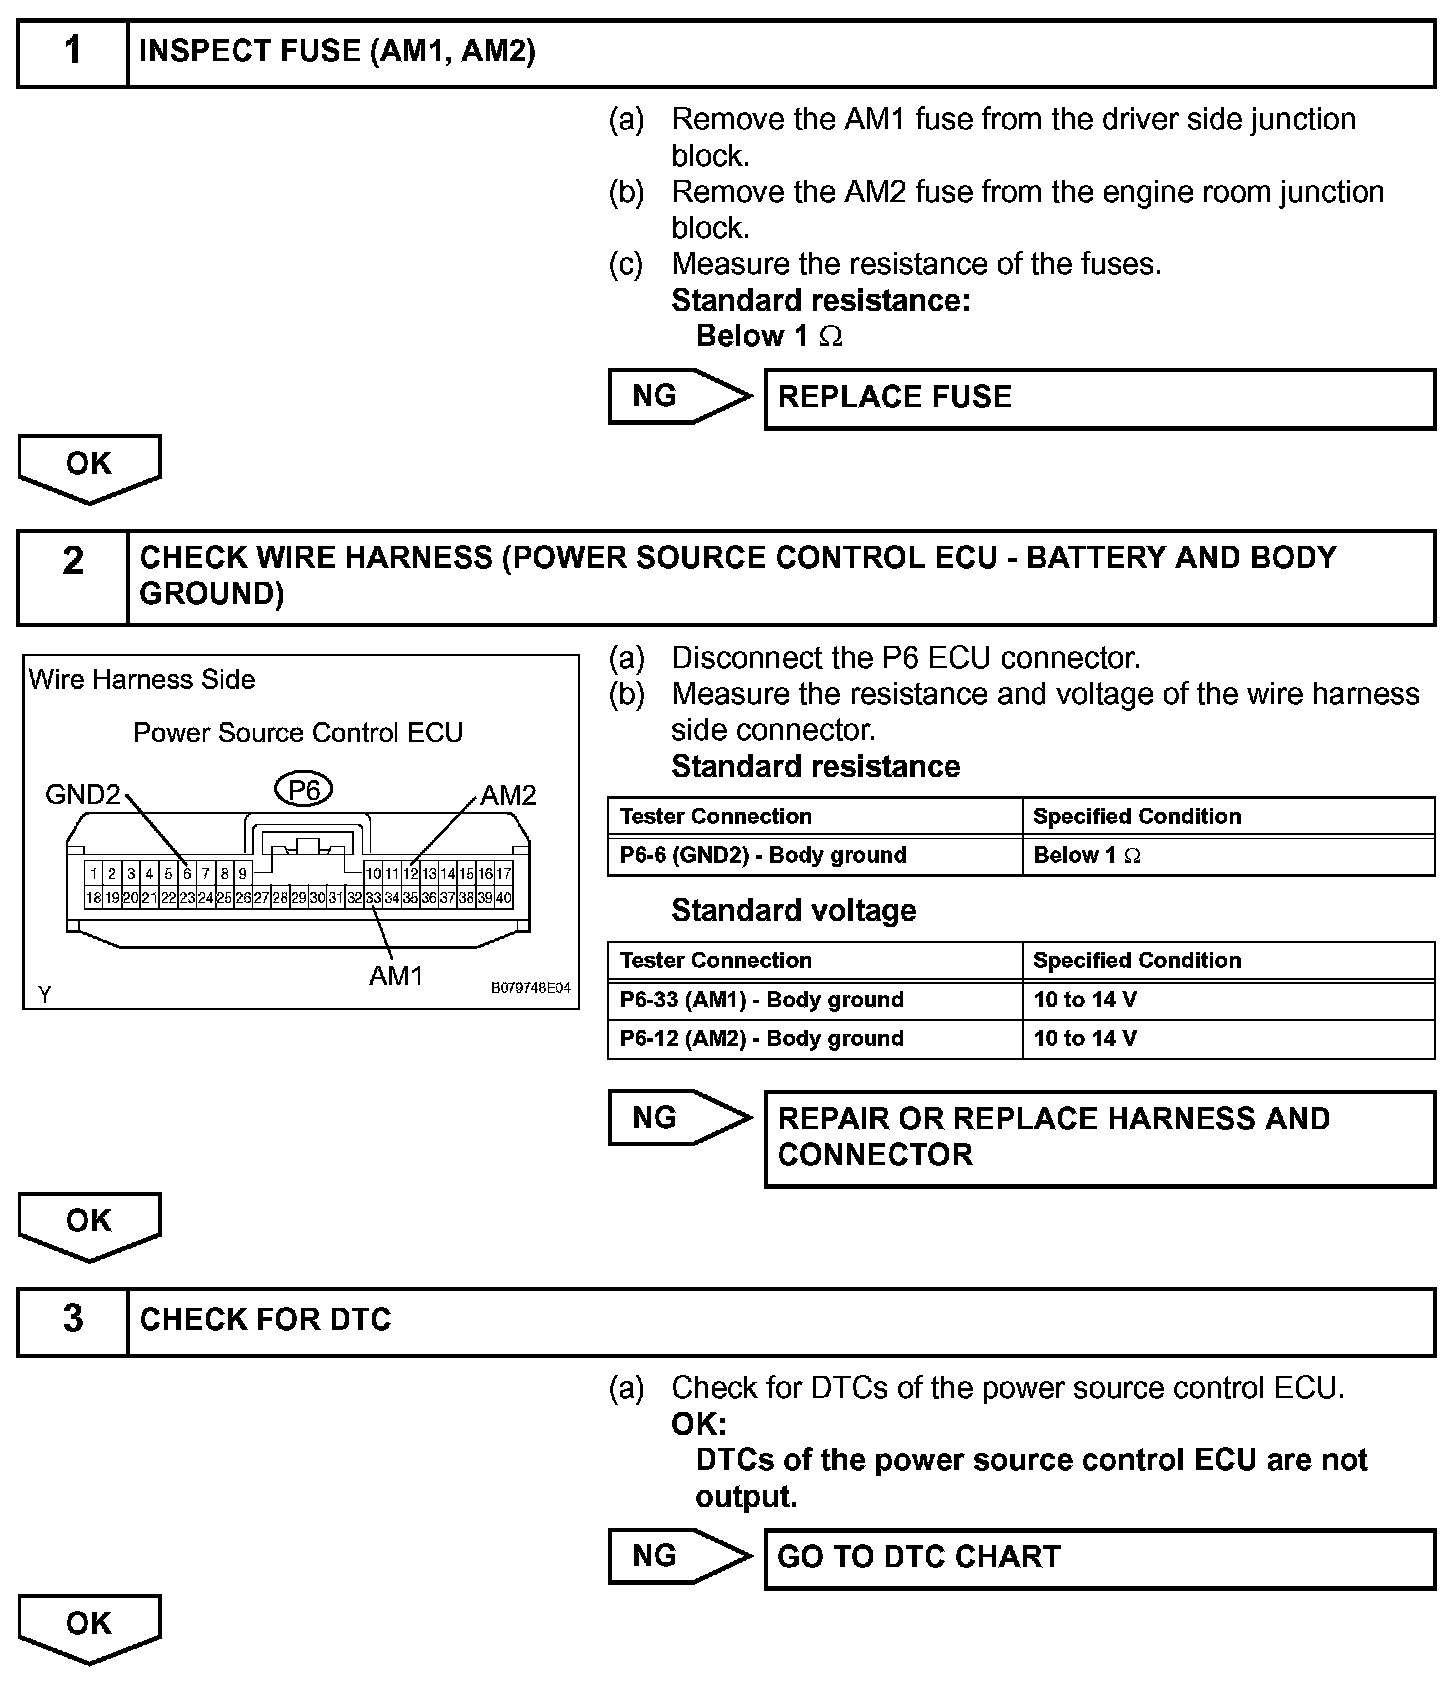 1
INSPECT FUSE (AM1, AM2)
(a) Remove the AM1 fuse from the driver side junction
block.
(b) Remove the AM2 fuse from the engine room junction
block.
(c) Measure the resistance of the fuses.
Standard resistance:
Below 1 Ω
NG
REPLACE FUSE
OK
2
CHECK WIRE HARNESS (POWER SOURCE CONTROL ECU - BATTERY AND BODY
GROUND)
Wire Harness Side
Power Source Control ECU
P6
GND2
AM2
1 2 3 4 5 6 7 8 9 10 11 12 13 14 15 16 17
18 19 20 21 22 23 24 25 26 27 28 29 30 31 32 33 34 35 36 37 38 39 40
AM1
Y
B079748E04
(a) Disconnect the P6 ECU connector.
(b) Measure the resistance and voltage of the wire harness
side connector.
Standard resistance
Tester Connection Specified Condition
P6-6 (GND2) - Body ground Below 1 Ω
Standard voltage
Tester Connection Specified Condition
P6-33 (AM1) - Body ground 10 to 14 V
P6-12 (AM2) - Body ground 10 to 14 V
NG
REPAIR OR REPLACE HARNESS AND
CONNECTOR
OK
3
CHECK FOR DTC
(a) Check for DTCs of the power source control ECU.
OK:
DTCs of the power source control ECU are not
output.
NG
GO TO DTC CHART
OK